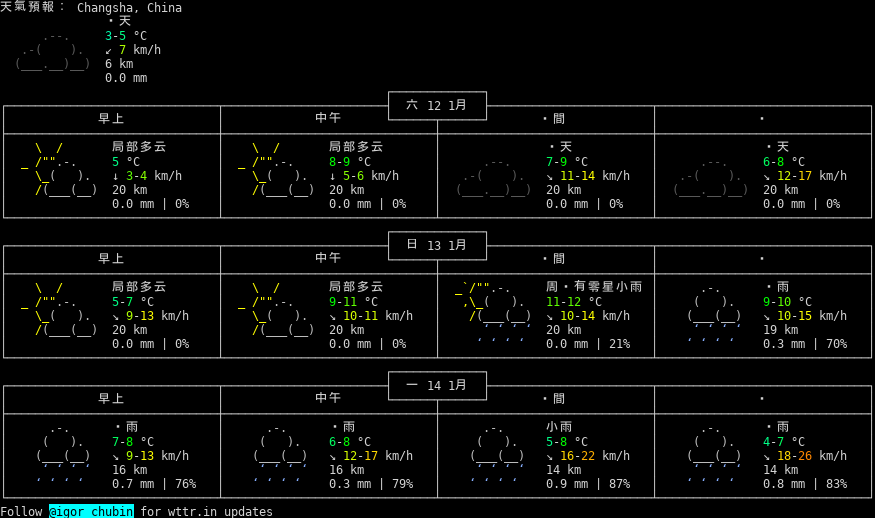 天氣預報： Changsha, China
・天
3-5 °C
↙ 7 km/h
6 km
0.0 mm
六 12 1月
早上 中午 ・間 ・
局部多云 局部多云 ・天 ・天
5 °C 8-9 °C 7-9 °C 6-8 °C
↓ 3-4 km/h ↓ 5-6 km/h ↘ 11-14 km/h ↘ 12-17 km/h
20 km 20 km 20 km 20 km
0.0 mm | 0% 0.0 mm | 0% 0.0 mm | 0% 0.0 mm | 0%
日 13 1月
早上 中午 ・間 ・
局部多云 局部多云 周・有零星小雨 ・雨
5-7 °C 9-11 °C 11-12 °C 9-10 °C
↘ 9-13 km/h ↘ 10-11 km/h ↘ 10-14 km/h ↘ 10-15 km/h
20 km 20 km 20 km 19 km
0.0 mm | 0% 0.0 mm | 0% 0.0 mm | 21% 0.3 mm | 70%
一 14 1月
早上 中午 ・間 ・
・雨 ・雨 小雨 ・雨
7-8 °C 6-8 °C 5-8 °C 4-7 °C
↘ 9-13 km/h ↘ 12-17 km/h ↘ 16-22 km/h ↘ 18-26 km/h
16 km 16 km 14 km 14 km
0.7 mm | 76% 0.3 mm | 79% 0.9 mm | 87% 0.8 mm | 83%
Follow @igor_chubin for wttr.in updates